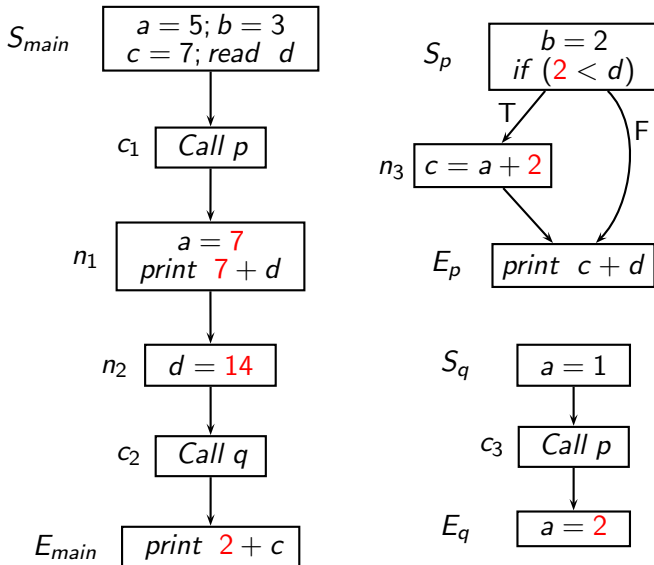 S_main
a = 5; b = 3
c = 7; read d
c_1
Call p
n_1
a = 7
print 7 + d
n_2
d = 14
c_2
Call q
E_main
print 2 + c
S_p
b = 2
if (2 < d)
T
F
n_3
c = a + 2
E_p
print c + d
S_q
a = 1
c_3
Call p
E_q
a = 2